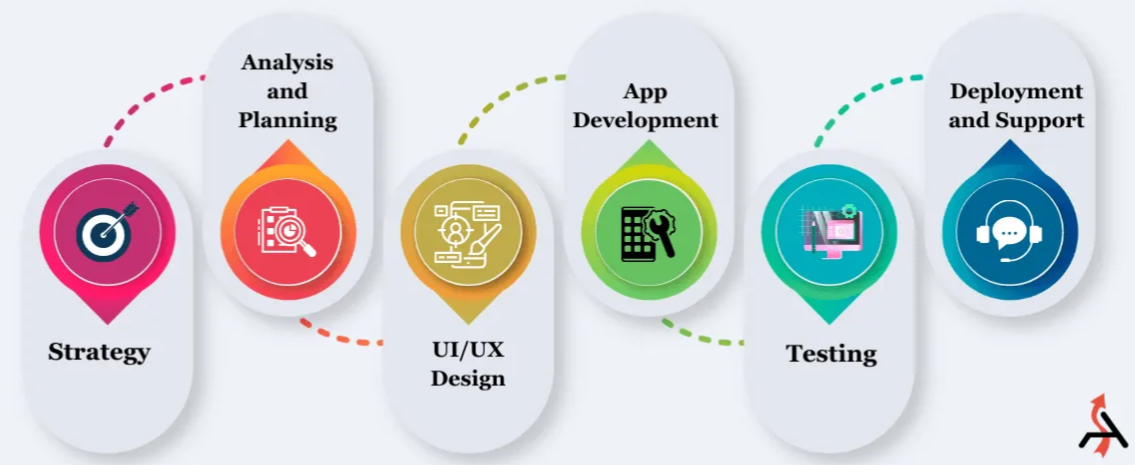 Strategy
Analysis
and
Planning
UI/UX
Design
App
Development
Testing
Deployment
and Support